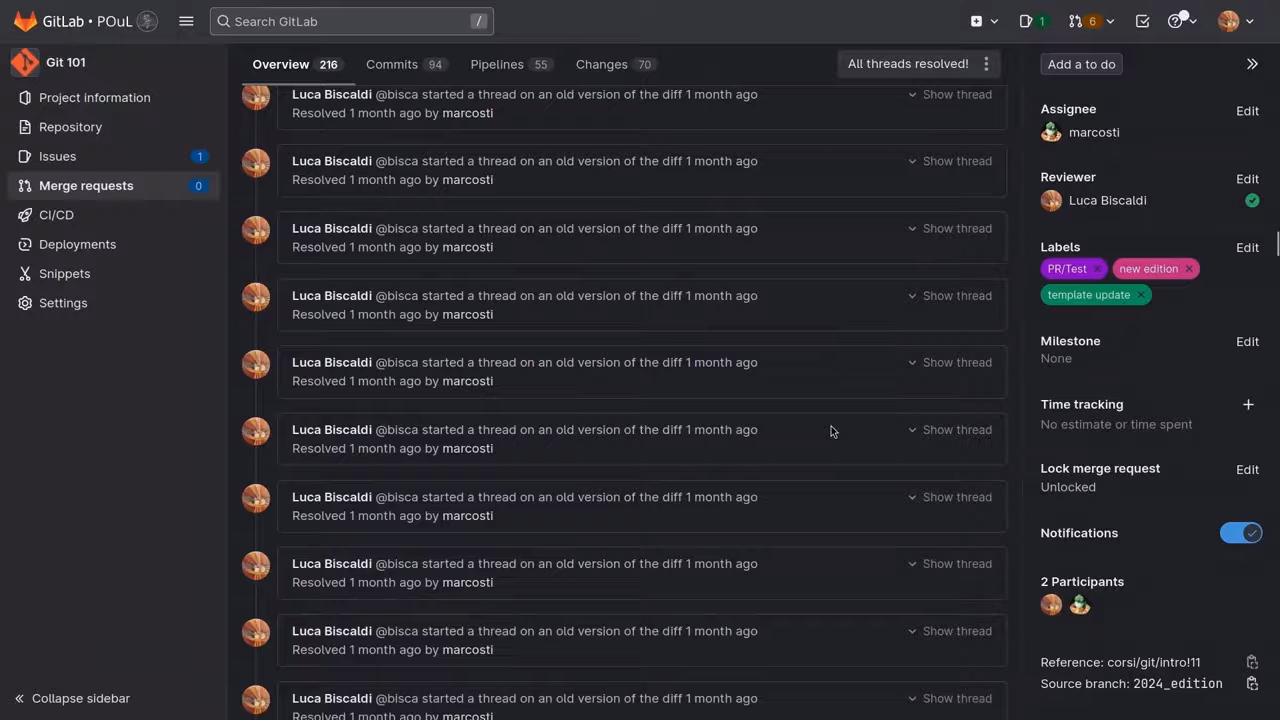 GitLab • POuL
Search GitLab /
1
6
Git 101
Project information
Repository
Issues 1
Merge requests 0
CI/CD
Deployments
Snippets
Settings
Collapse sidebar
Overview 216 Commits 94 Pipelines 55 Changes 70
All threads resolved!
Luca Biscaldi @bisca started a thread on an old version of the diff 1 month ago Show thread
Resolved 1 month ago by marcosti
Luca Biscaldi @bisca started a thread on an old version of the diff 1 month ago Show thread
Resolved 1 month ago by marcosti
Luca Biscaldi @bisca started a thread on an old version of the diff 1 month ago Show thread
Resolved 1 month ago by marcosti
Luca Biscaldi @bisca started a thread on an old version of the diff 1 month ago Show thread
Resolved 1 month ago by marcosti
Luca Biscaldi @bisca started a thread on an old version of the diff 1 month ago Show thread
Resolved 1 month ago by marcosti
Luca Biscaldi @bisca started a thread on an old version of the diff 1 month ago Show thread
Resolved 1 month ago by marcosti
Luca Biscaldi @bisca started a thread on an old version of the diff 1 month ago Show thread
Resolved 1 month ago by marcosti
Luca Biscaldi @bisca started a thread on an old version of the diff 1 month ago Show thread
Resolved 1 month ago by marcosti
Luca Biscaldi @bisca started a thread on an old version of the diff 1 month ago Show thread
Resolved 1 month ago by marcosti
Luca Biscaldi @bisca started a thread on an old version of the diff 1 month ago Show thread
Resolved 1 month ago by marcosti
Add a to do
Assignee Edit
marcosti
Reviewer Edit
Luca Biscaldi
Labels Edit
PR/Test × new edition ×
template update ×
Milestone Edit
None
Time tracking +
No estimate or time spent
Lock merge request Edit
Unlocked
Notifications
2 Participants
Reference: corsi/git/intro!11
Source branch: 2024_edition